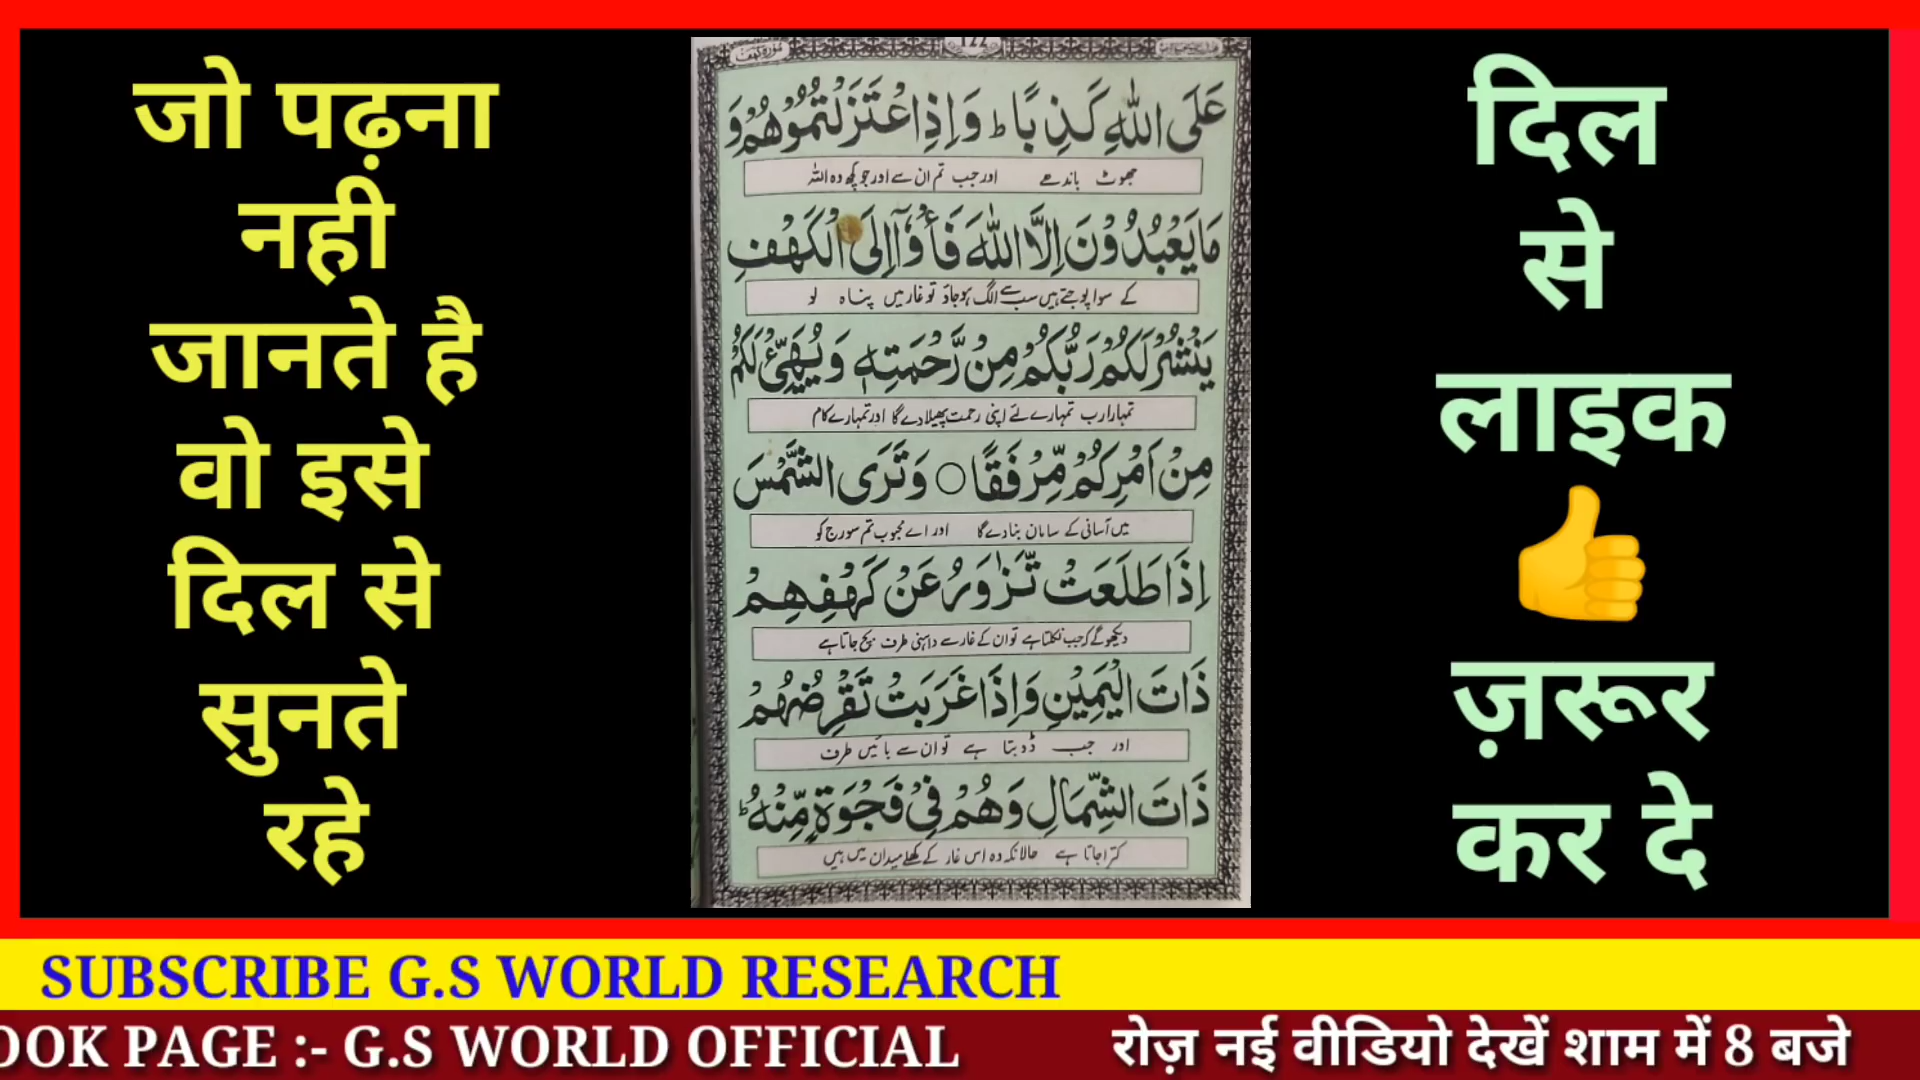 जो पढ़ना
नही
जानते है
वो इसे
दिल से
सुनते
रहे
122
سورۃ کہف
عَلَى اللّٰهِ كَذِبًا ؕ وَاِذِ اعْتَزَلْتُمُوْهُمْ وَ
جھوٹ باندھے اور جب تم ان سے اور جو کچھ وہ اللہ
مَا يَعْبُدُوْنَ اِلَّا اللّٰهَ فَاْوٗۤا اِلَى الْكَهْفِ
کے سوا پوجتے ہیں سب سے الگ ہو جاؤ تو غار میں پناہ لو
يَنْشُرْ لَكُمْ رَبُّكُمْ مِنْ رَّحْمَتِهٖ وَيُهَيِّئْ لَكُمْ
تمہارا رب تمہارے لئے اپنی رحمت پھیلا دے گا اور تمہارے کام
مِنْ اَمْرِكُمْ مِّرْفَقًا ○ وَتَرَى الشَّمْسَ
میں آسانی کے سامان بنا دے گا اور اے محبوب تم سورج کو
اِذَا طَلَعَتْ تَّزٰوَرُ عَنْ كَهْفِهِمْ
دیکھو گے کہ جب نکلتا ہے تو ان کے غار سے داہنی طرف بچ جاتا ہے
ذَاتَ الْيَمِيْنِ وَاِذَا غَرَبَتْ تَقْرِضُهُمْ
اور جب ڈوبتا ہے تو ان سے بائیں طرف
ذَاتَ الشِّمَالِ وَهُمْ فِيْ فَجْوَةٍ مِّنْهُ ؕ
کترا جاتا ہے حالانکہ وہ اس غار کے کھلے میدان میں ہیں
दिल
से
लाइक
👍
ज़रूर
कर दे
SUBSCRIBE G.S WORLD RESEARCH
OOK PAGE :- G.S WORLD OFFICIAL रोज़ नई वीडियो देखें शाम में 8 बजे